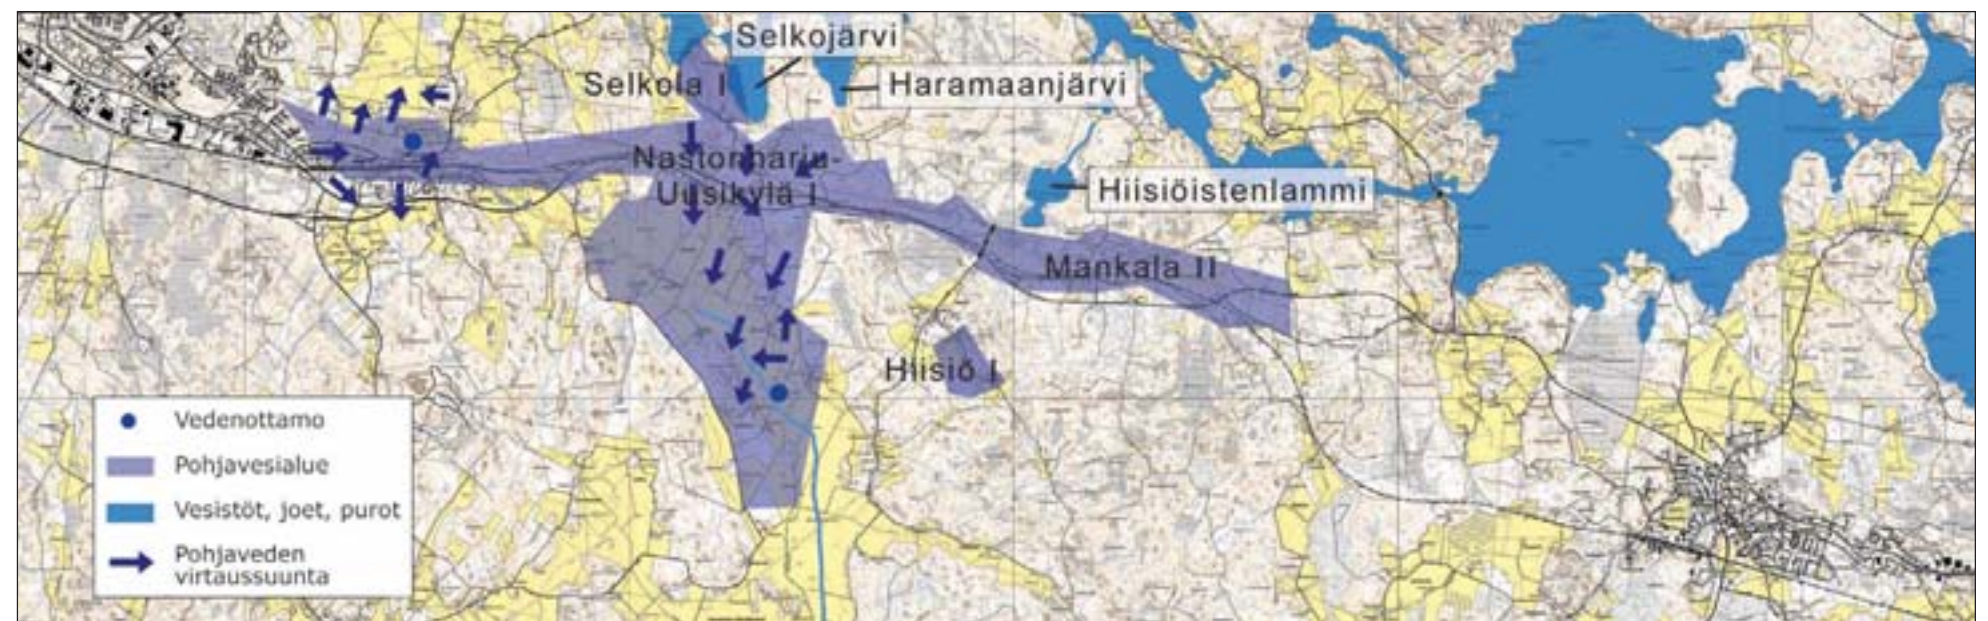 Selkojärvi
Selkola I
Haramaanjärvi
Nastonharju-
Uusikylä I
Hiisiöistenlammi
Mankala II
Hiisiö I
Vedenottamo
Pohjavesialue
Vesistöt, joet, purot
Pohjaveden
virtaussuunta